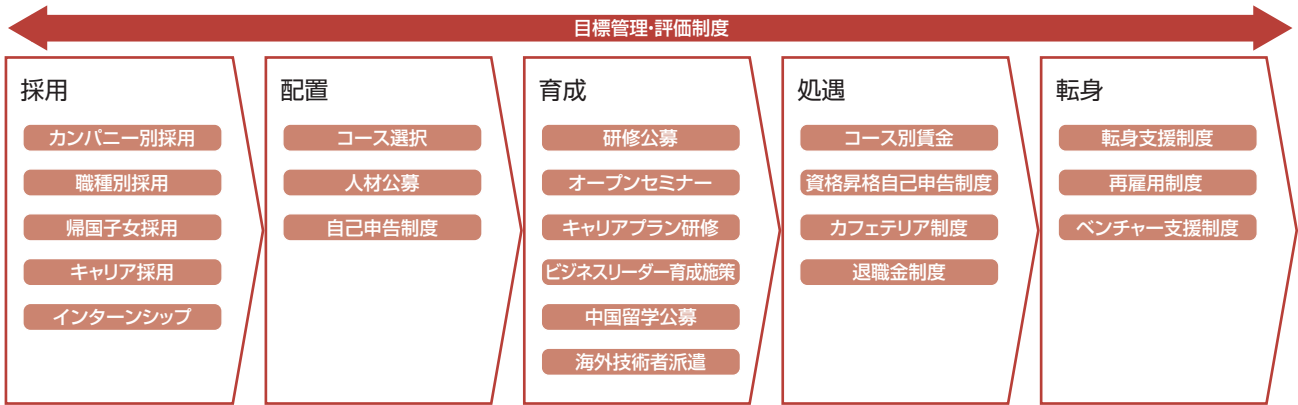 目標管理・評価制度
採用
カンパニー別採用
職種別採用
帰国子女採用
キャリア採用
インターンシップ
配置
コース選択
人材公募
自己申告制度
育成
研修公募
オープンセミナー
キャリアプラン研修
ビジネスリーダー育成施策
中国留学公募
海外技術者派遣
処遇
コース別賃金
資格昇格自己申告制度
カフェテリア制度
退職金制度
転身
転身支援制度
再雇用制度
ベンチャー支援制度